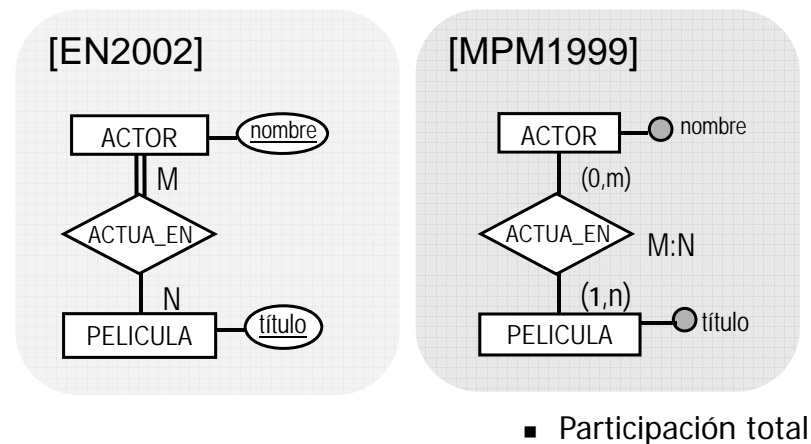 [EN2002]
ACTOR
nombre
M
ACTUA_EN
N
PELICULA
título
[MPM1999]
ACTOR
nombre
(0,m)
ACTUA_EN
M:N
(1,n)
PELICULA
título
▪ Participación total